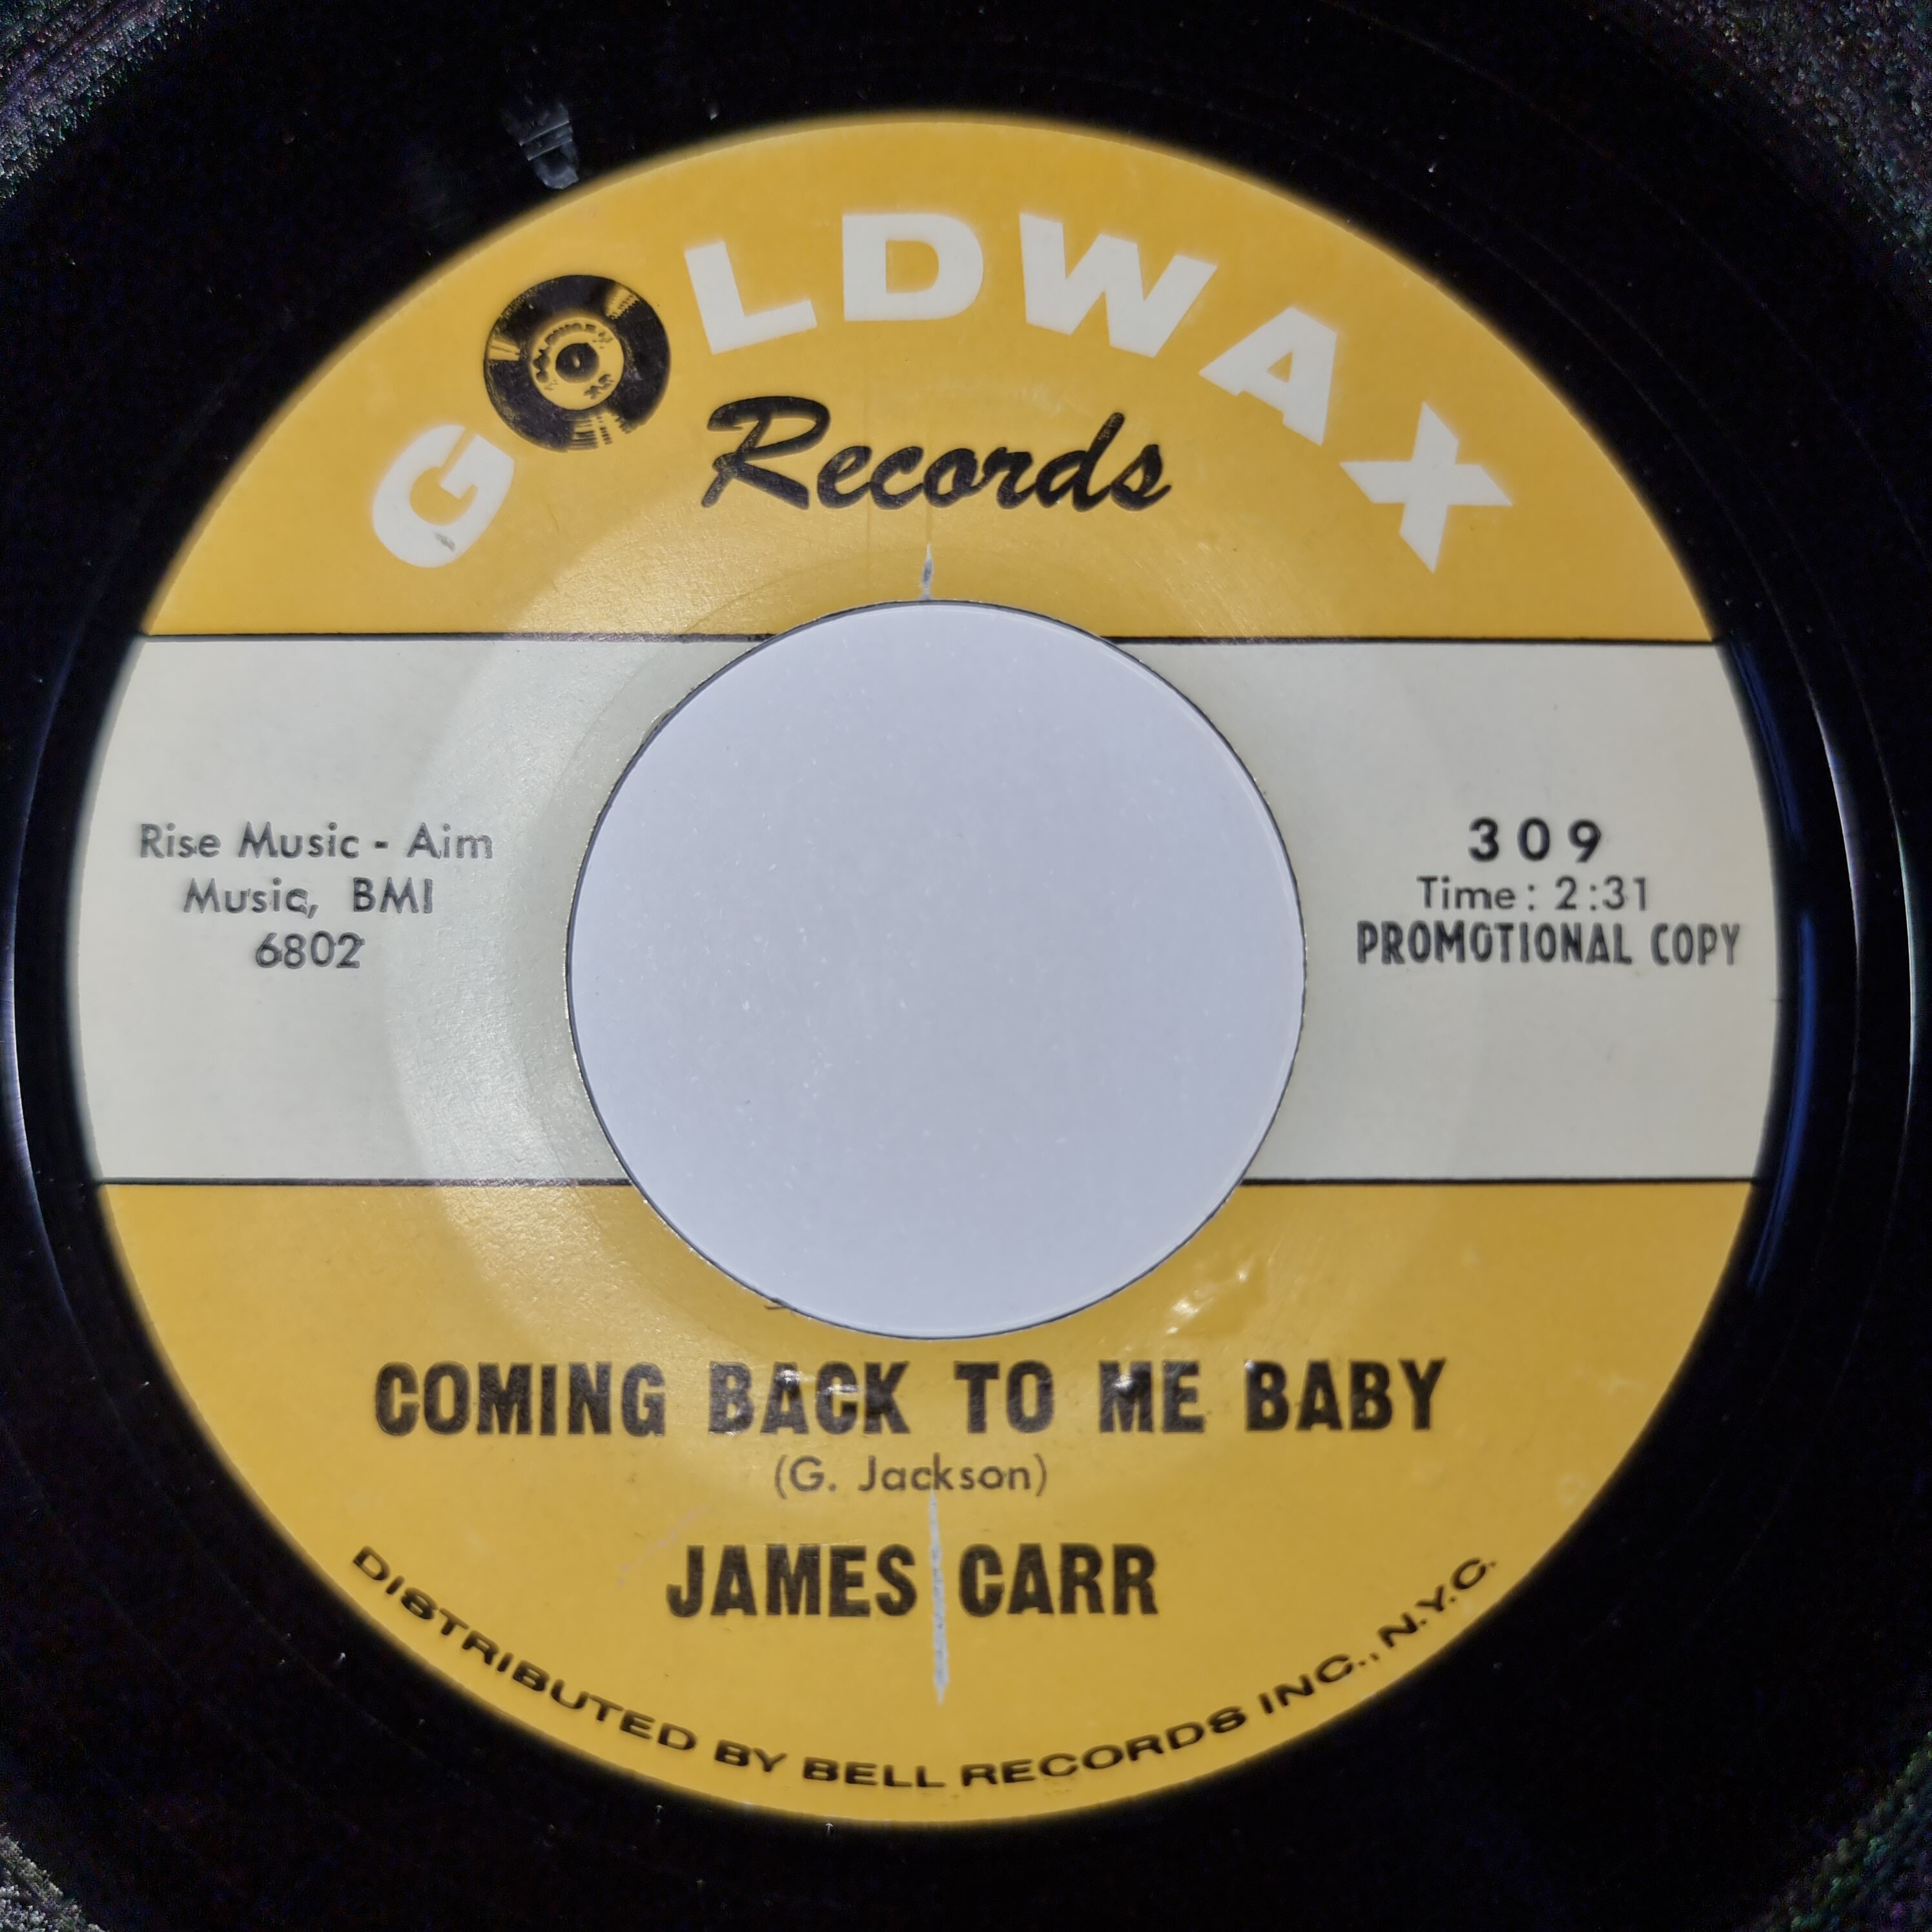 GOLDWAX
Records
Rise Music - Aim
Music, BMI
6802
309
Time: 2:31
PROMOTIONAL COPY
COMING BACK TO ME BABY
(G. Jackson)
JAMES CARR
DISTRIBUTED BY BELL RECORDS INC., N.Y.C.